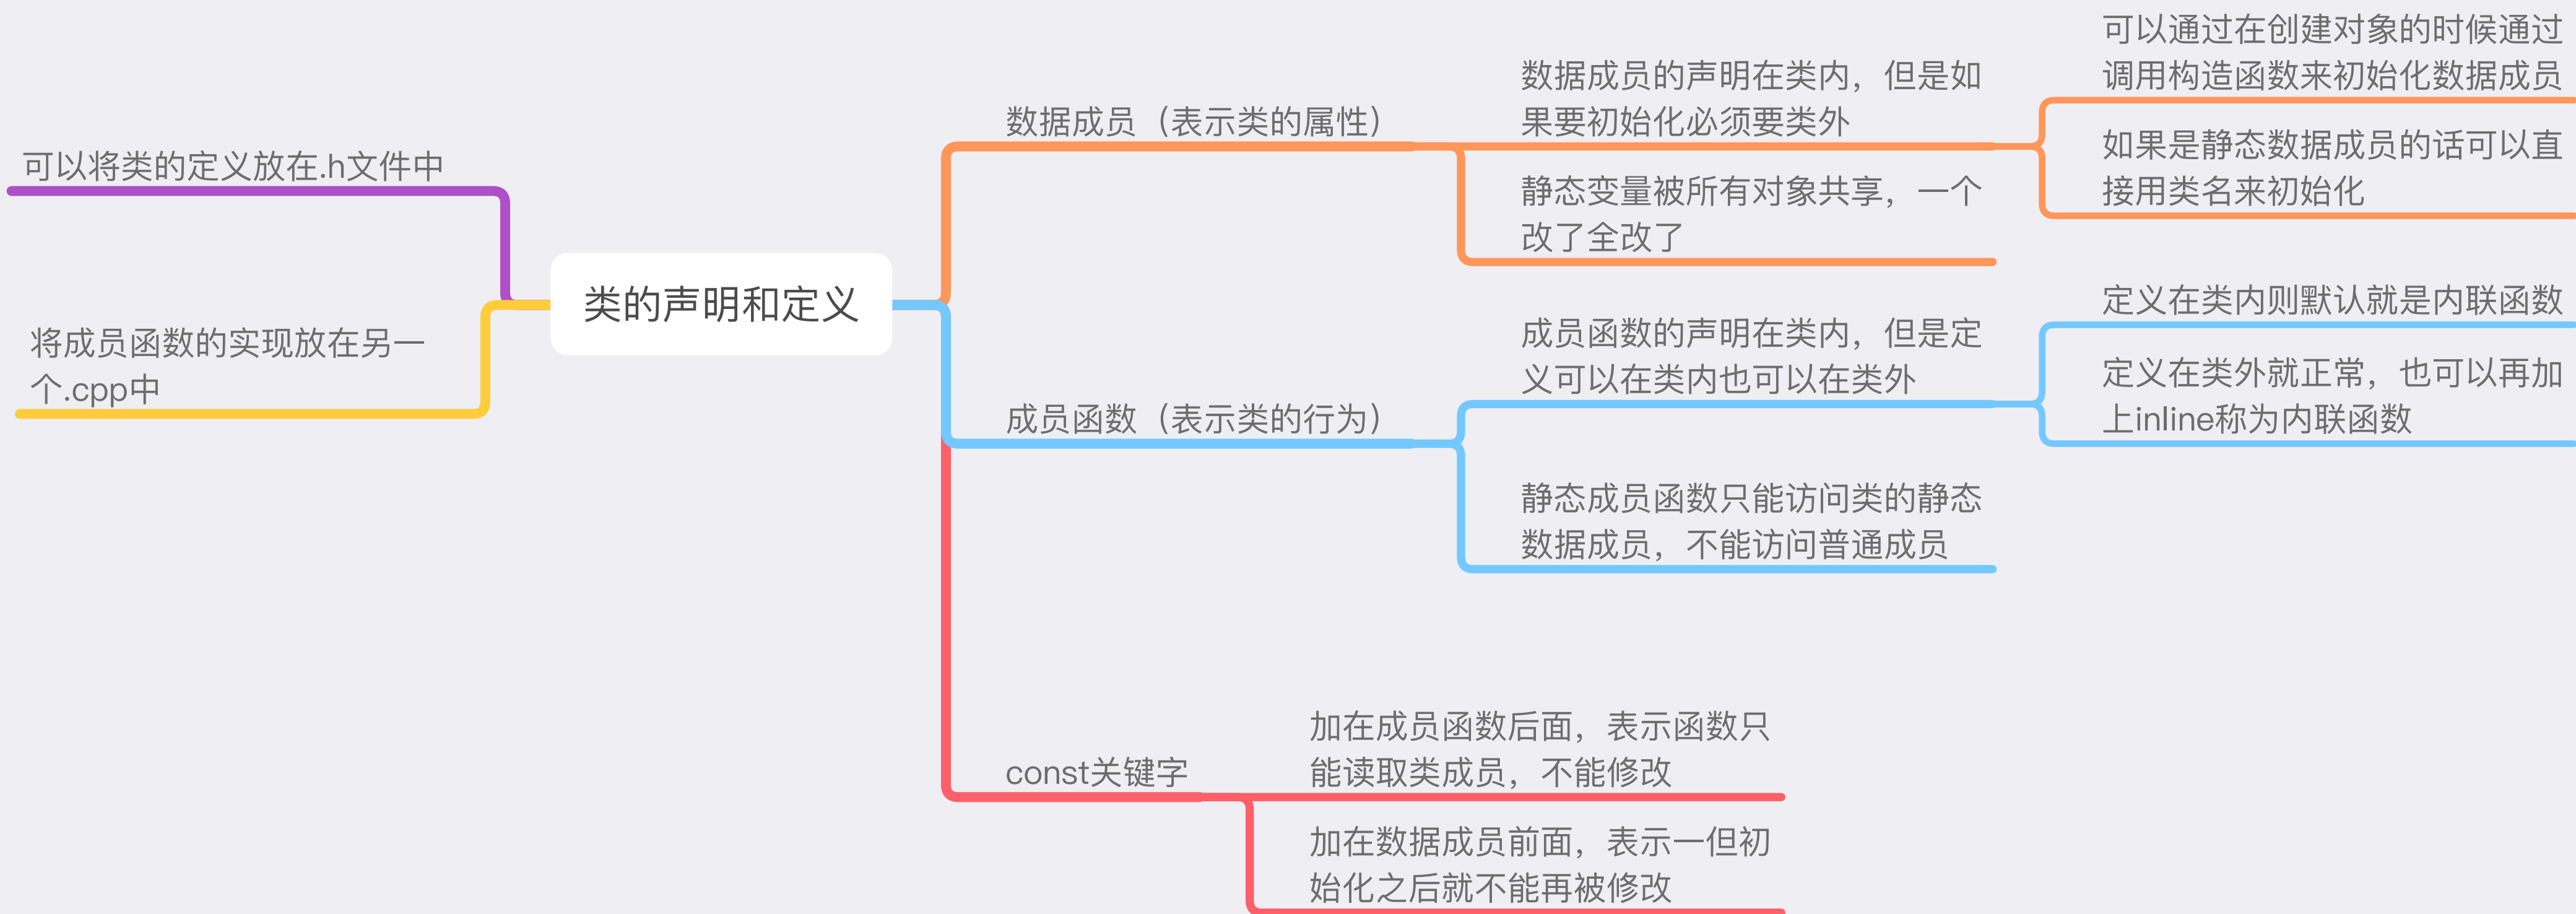 类的声明和定义
可以将类的定义放在.h文件中
将成员函数的实现放在另一
个.cpp中
数据成员（表示类的属性）
数据成员的声明在类内，但是如
果要初始化必须要类外
可以通过在创建对象的时候通过
调用构造函数来初始化数据成员
如果是静态数据成员的话可以直
接用类名来初始化
静态变量被所有对象共享，一个
改了全改了
成员函数（表示类的行为）
成员函数的声明在类内，但是定
义可以在类内也可以在类外
定义在类内则默认就是内联函数
定义在类外就正常，也可以再加
上inline称为内联函数
静态成员函数只能访问类的静态
数据成员，不能访问普通成员
const关键字
加在成员函数后面，表示函数只
能读取类成员，不能修改
加在数据成员前面，表示一但初
始化之后就不能再被修改